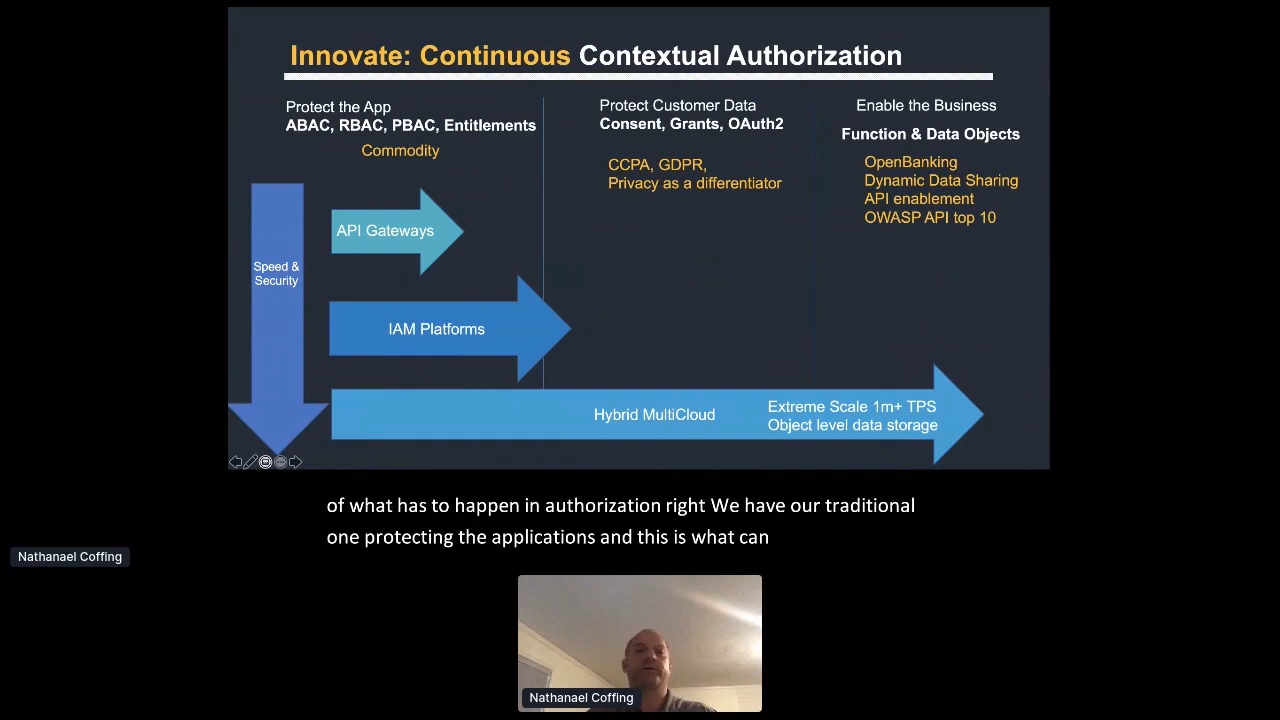 Innovate: Continuous Contextual Authorization
Protect the App
ABAC, RBAC, PBAC, Entitlements
Commodity
Protect Customer Data
Consent, Grants, OAuth2
CCPA, GDPR,
Privacy as a differentiator
Enable the Business
Function & Data Objects
OpenBanking
Dynamic Data Sharing
API enablement
OWASP API top 10
Speed &
Security
API Gateways
IAM Platforms
Hybrid MultiCloud
Extreme Scale 1m+ TPS
Object level data storage
of what has to happen in authorization right We have our traditional
one protecting the applications and this is what can
Nathanael Coffing
Nathanael Coffing